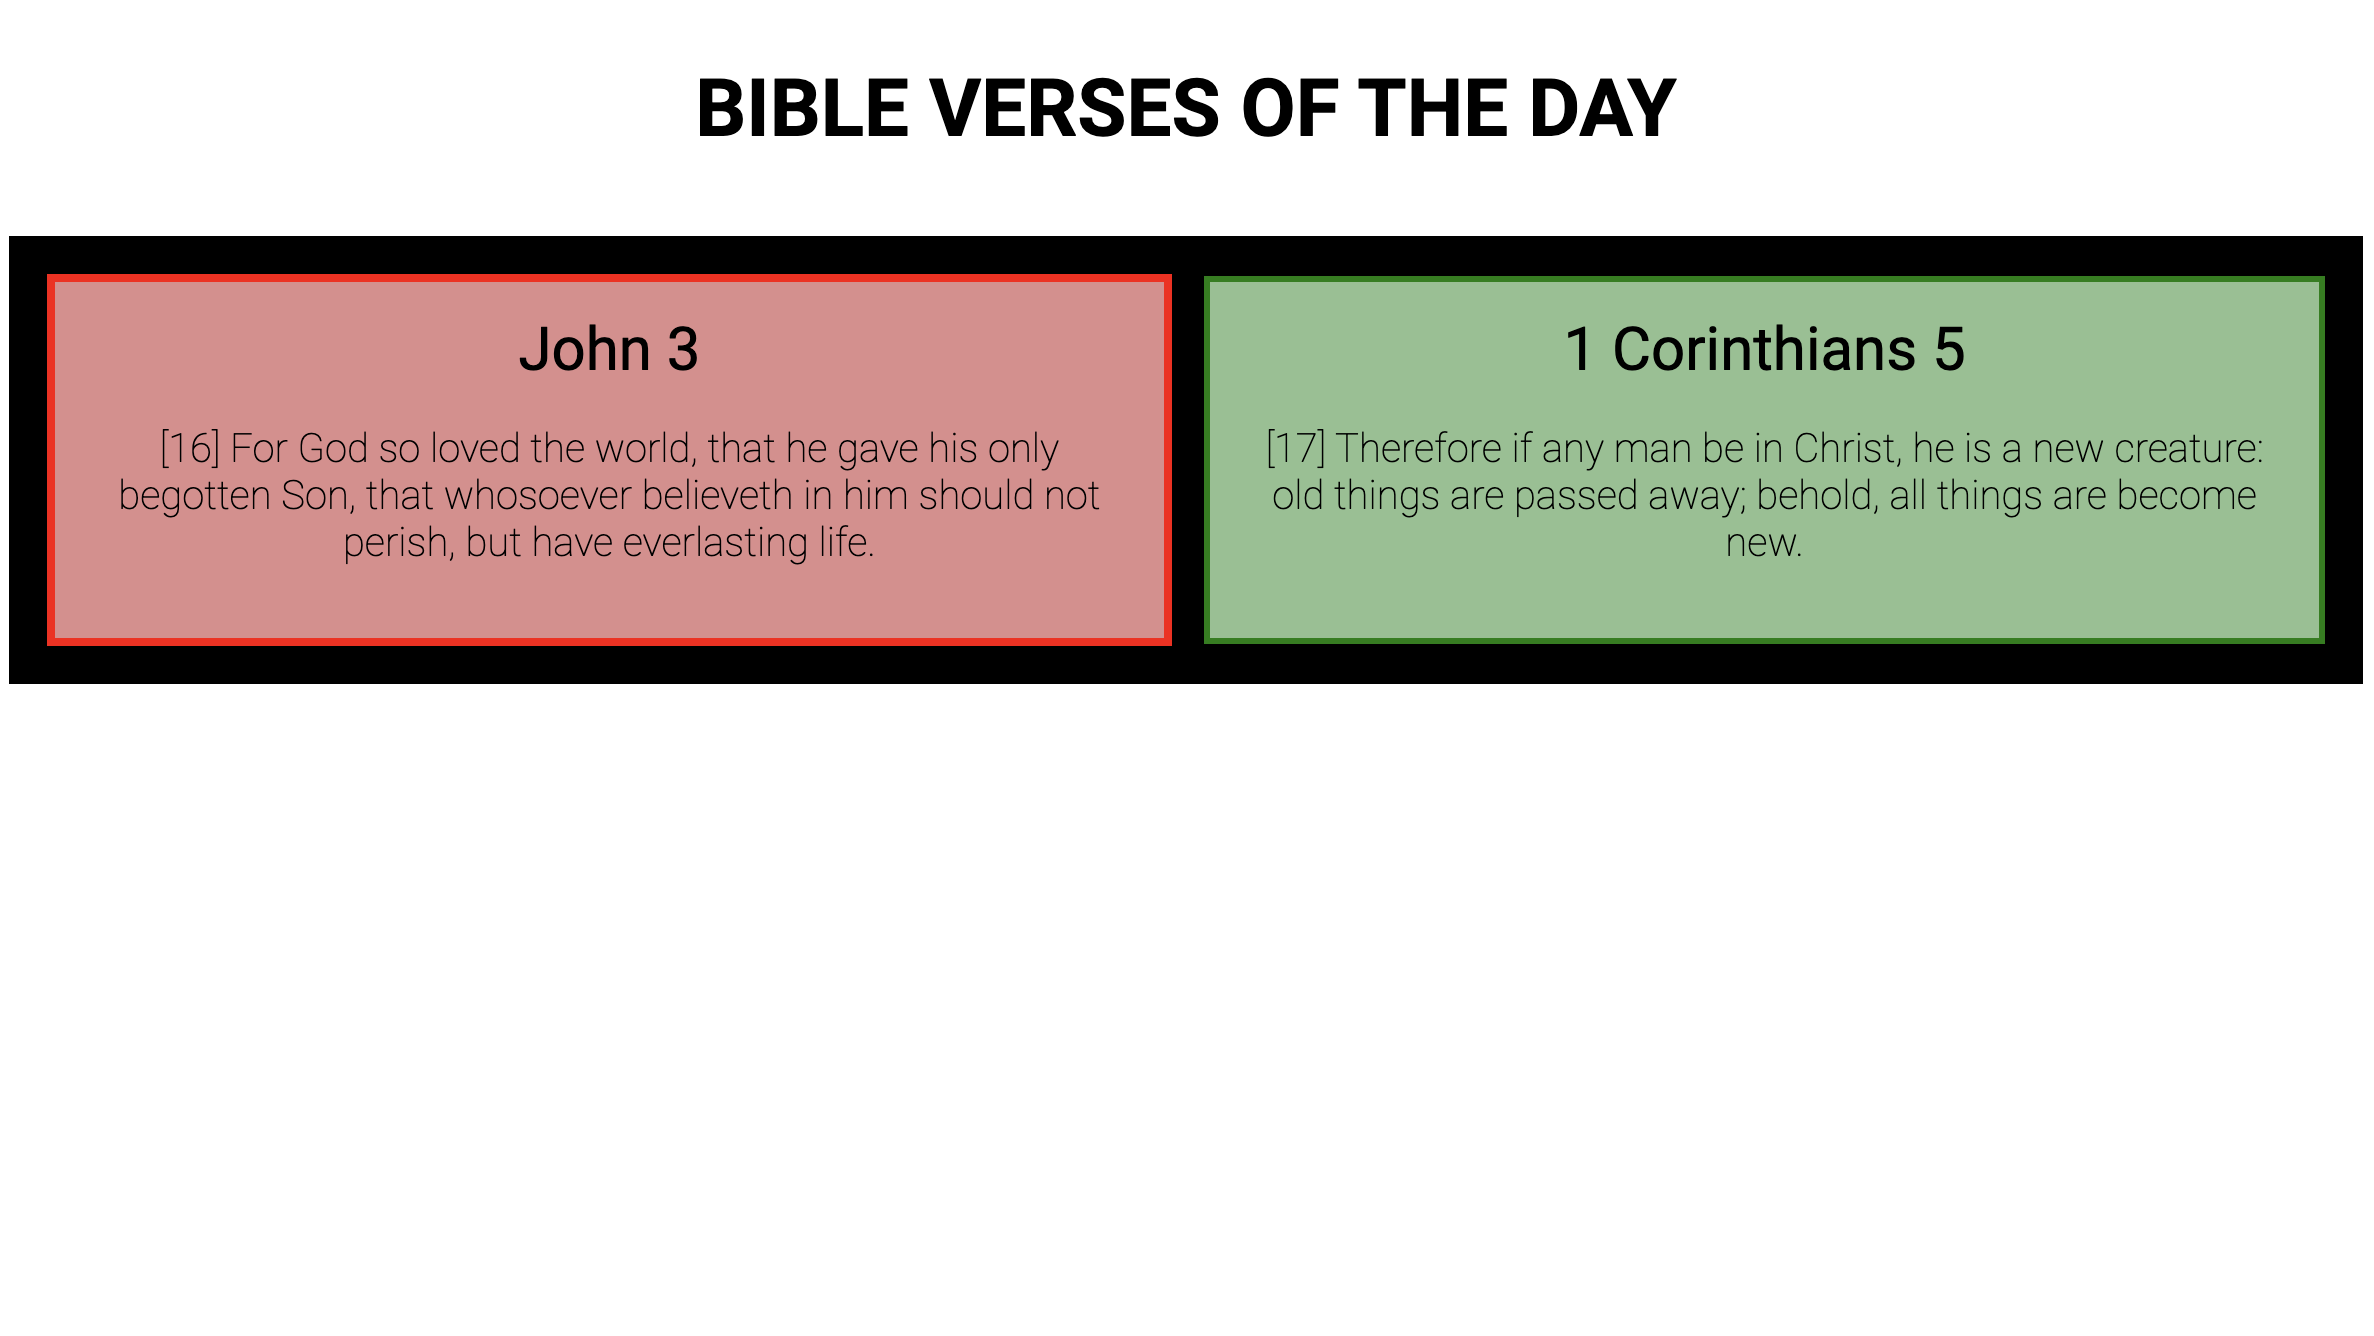 BIBLE VERSES OF THE DAY
John 3
[16] For God so loved the world, that he gave his only
begotten Son, that whosoever believeth in him should not
perish, but have everlasting life.
1 Corinthians 5
[17] Therefore if any man be in Christ, he is a new creature:
old things are passed away; behold, all things are become
new.